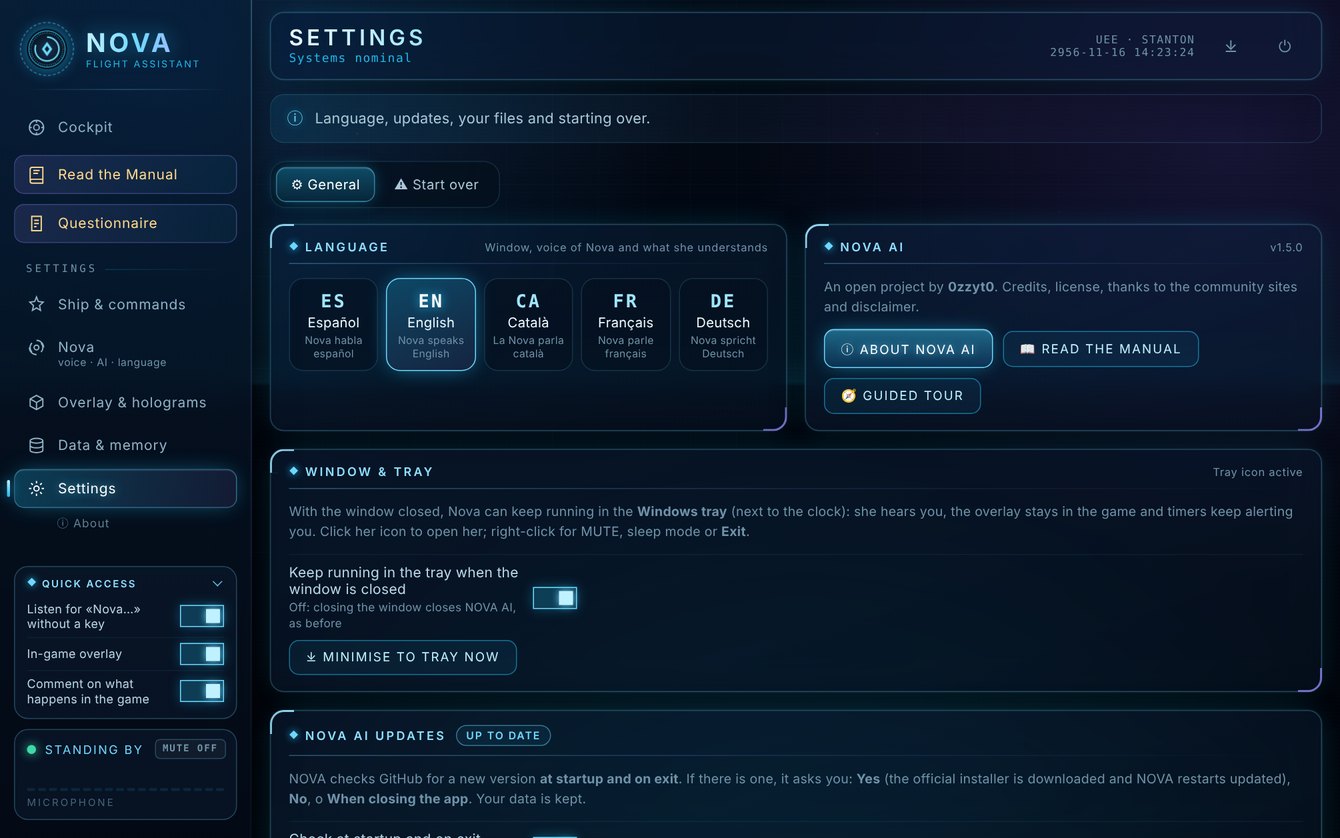 NOVA
FLIGHT ASSISTANT
Cockpit
Read the Manual
Questionnaire
SETTINGS
Ship & commands
Nova
voice · AI · language
Overlay & holograms
Data & memory
Settings
ⓘ About
QUICK ACCESS
Listen for «Nova...»
without a key
In-game overlay
Comment on what
happens in the game
STANDING BY
MUTE OFF
MICROPHONE
SETTINGS
Systems nominal
UEE · STANTON
2956-11-16 14:23:24
Language, updates, your files and starting over.
⚙ General
⚠ Start over
LANGUAGE
Window, voice of Nova and what she understands
ES
Español
Nova habla
español
EN
English
Nova speaks
English
CA
Català
La Nova parla
català
FR
Français
Nova parle
français
DE
Deutsch
Nova spricht
Deutsch
NOVA AI
v1.5.0
An open project by 0zzyt0. Credits, license, thanks to the community sites
and disclaimer.
ⓘ ABOUT NOVA AI
📖 READ THE MANUAL
🧭 GUIDED TOUR
WINDOW & TRAY
Tray icon active
With the window closed, Nova can keep running in the Windows tray (next to the clock): she hears you, the overlay stays in the game and timers keep alerting
you. Click her icon to open her; right-click for MUTE, sleep mode or Exit.
Keep running in the tray when the
window is closed
Off: closing the window closes NOVA AI,
as before
MINIMISE TO TRAY NOW
NOVA AI UPDATES
UP TO DATE
NOVA checks GitHub for a new version at startup and on exit. If there is one, it asks you: Yes (the official installer is downloaded and NOVA restarts updated),
No, o When closing the app. Your data is kept.
Check at startup and on exit